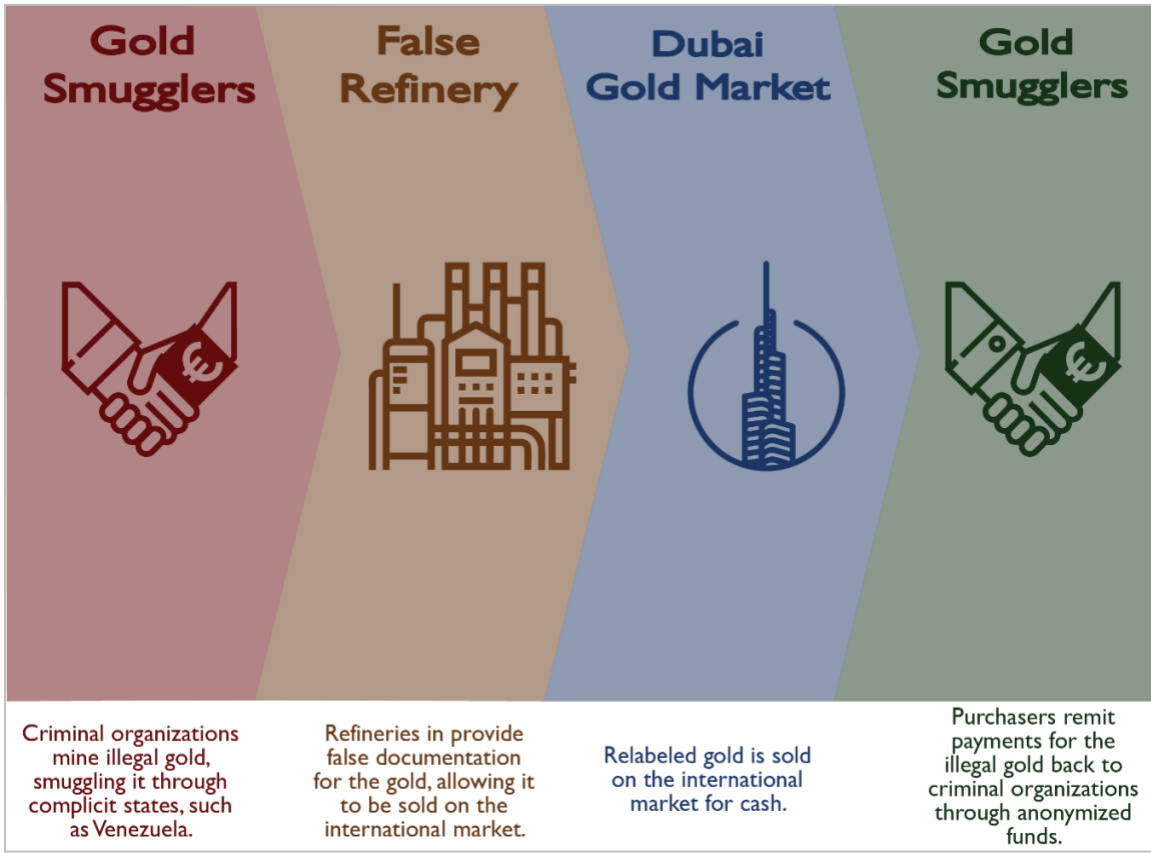 Gold
Smugglers
False
Refinery
Dubai
Gold Market
Gold
Smugglers
€
€
Criminal organizations
mine illegal gold,
smuggling it through
complicit states, such
as Venezuela.
Refineries in provide
false documentation
for the gold, allowing it
to be sold on the
international market.
Relabeled gold is sold
on the international
market for cash.
Purchasers remit
payments for the
illegal gold back to
criminal organizations
through anonymized
funds.